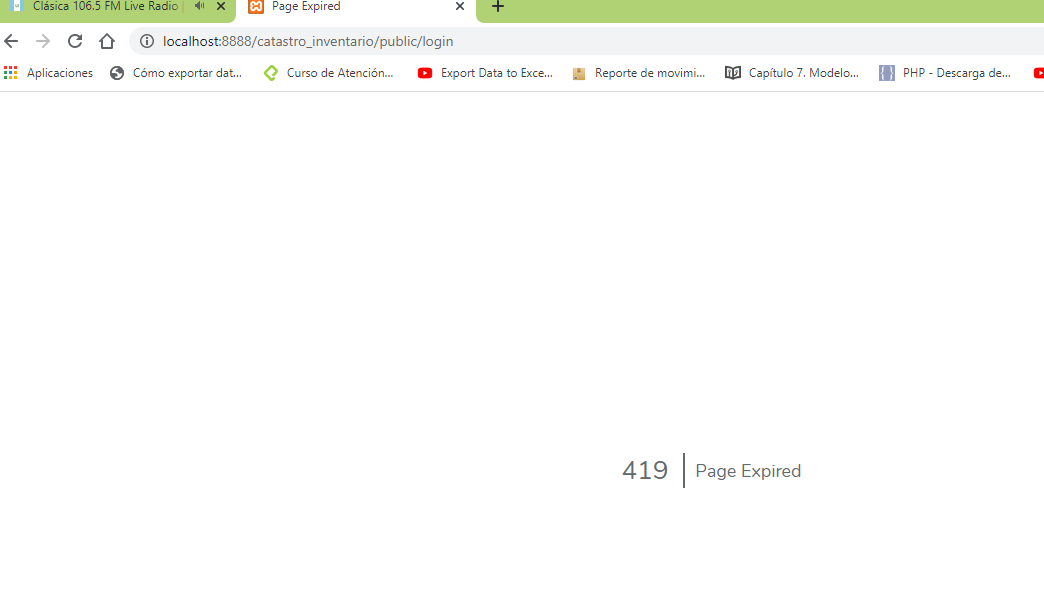 Clásica 106.5 FM Live Radio
Page Expired
localhost:8888/catastro_inventario/public/login
Aplicaciones
Cómo exportar dat...
Curso de Atención...
Export Data to Exce...
Reporte de movimi...
Capítulo 7. Modelo...
PHP - Descarga de...
419
Page Expired